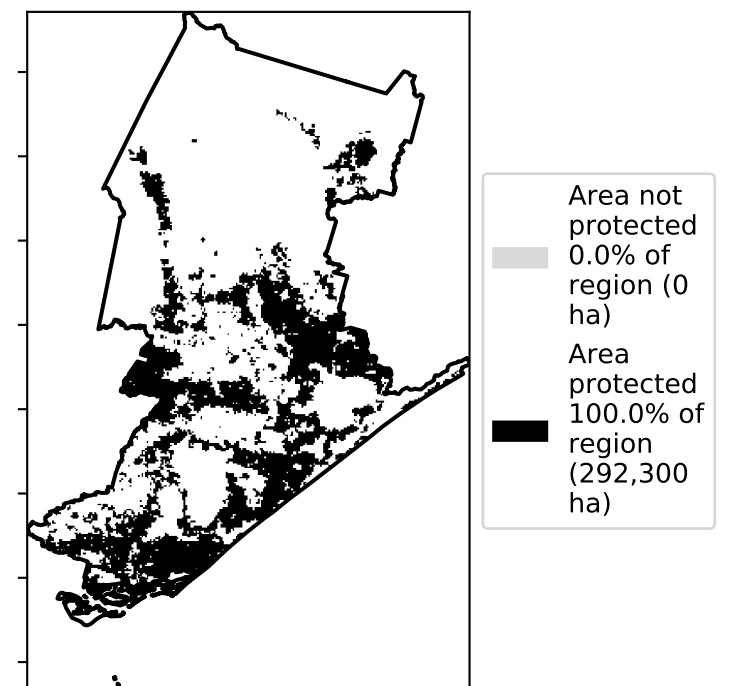 Area not
protected
0.0% of
region (0
ha)
Area
protected
100.0% of
region
(292,300
ha)